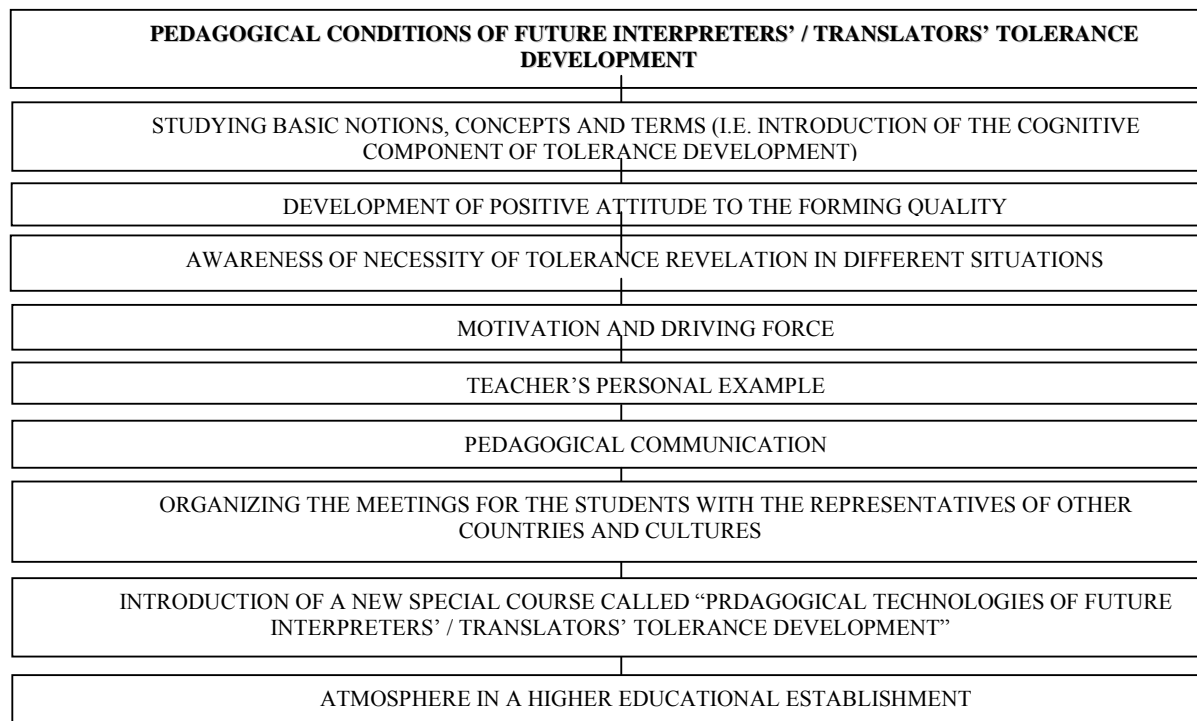 PEDAGOGICAL CONDITIONS OF FUTURE INTERPRETERS’ / TRANSLATORS’ TOLERANCE
DEVELOPMENT
STUDYING BASIC NOTIONS, CONCEPTS AND TERMS (I.E. INTRODUCTION OF THE COGNITIVE
COMPONENT OF TOLERANCE DEVELOPMENT)
DEVELOPMENT OF POSITIVE ATTITUDE TO THE FORMING QUALITY
AWARENESS OF NECESSITY OF TOLERANCE REVELATION IN DIFFERENT SITUATIONS
MOTIVATION AND DRIVING FORCE
TEACHER’S PERSONAL EXAMPLE
PEDAGOGICAL COMMUNICATION
ORGANIZING THE MEETINGS FOR THE STUDENTS WITH THE REPRESENTATIVES OF OTHER
COUNTRIES AND CULTURES
INTRODUCTION OF A NEW SPECIAL COURSE CALLED “PRDAGOGICAL TECHNOLOGIES OF FUTURE
INTERPRETERS’ / TRANSLATORS’ TOLERANCE DEVELOPMENT”
ATMOSPHERE IN A HIGHER EDUCATIONAL ESTABLISHMENT